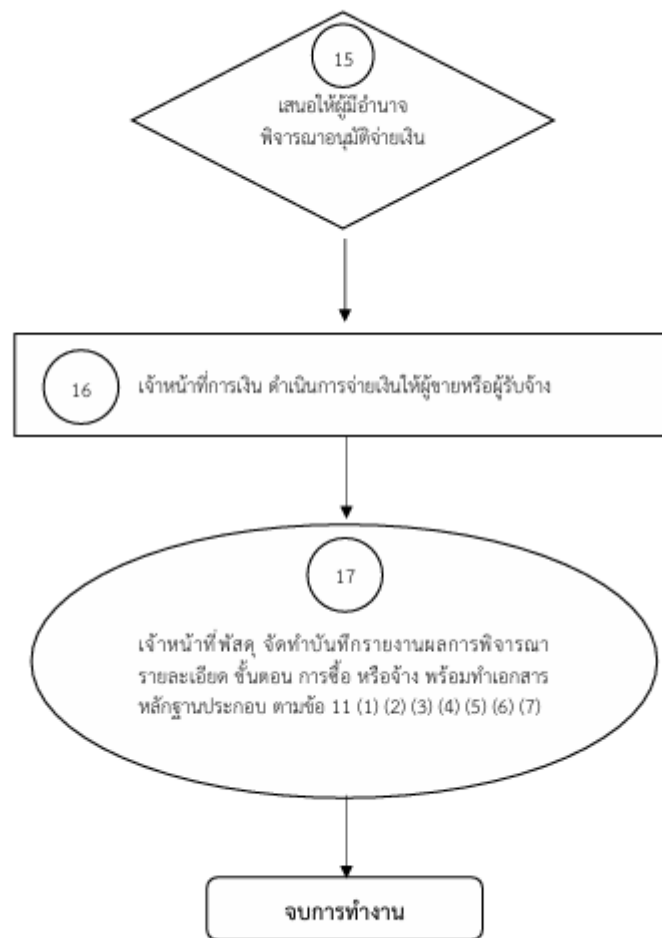 15
เสนอให้ผู้มีอำนาจ
พิจารณาอนุมัติจ่ายเงิน
16
เจ้าหน้าที่การเงิน ดำเนินการจ่ายเงินให้ผู้ขายหรือผู้รับจ้าง
17
เจ้าหน้าที่พัสดุ จัดทำบันทึกรายงานผลการพิจารณา
รายละเอียด ขั้นตอน การซื้อ หรือจ้าง พร้อมทำเอกสาร
หลักฐานประกอบ ตามข้อ 11 (1) (2) (3) (4) (5) (6) (7)
จบการทำงาน